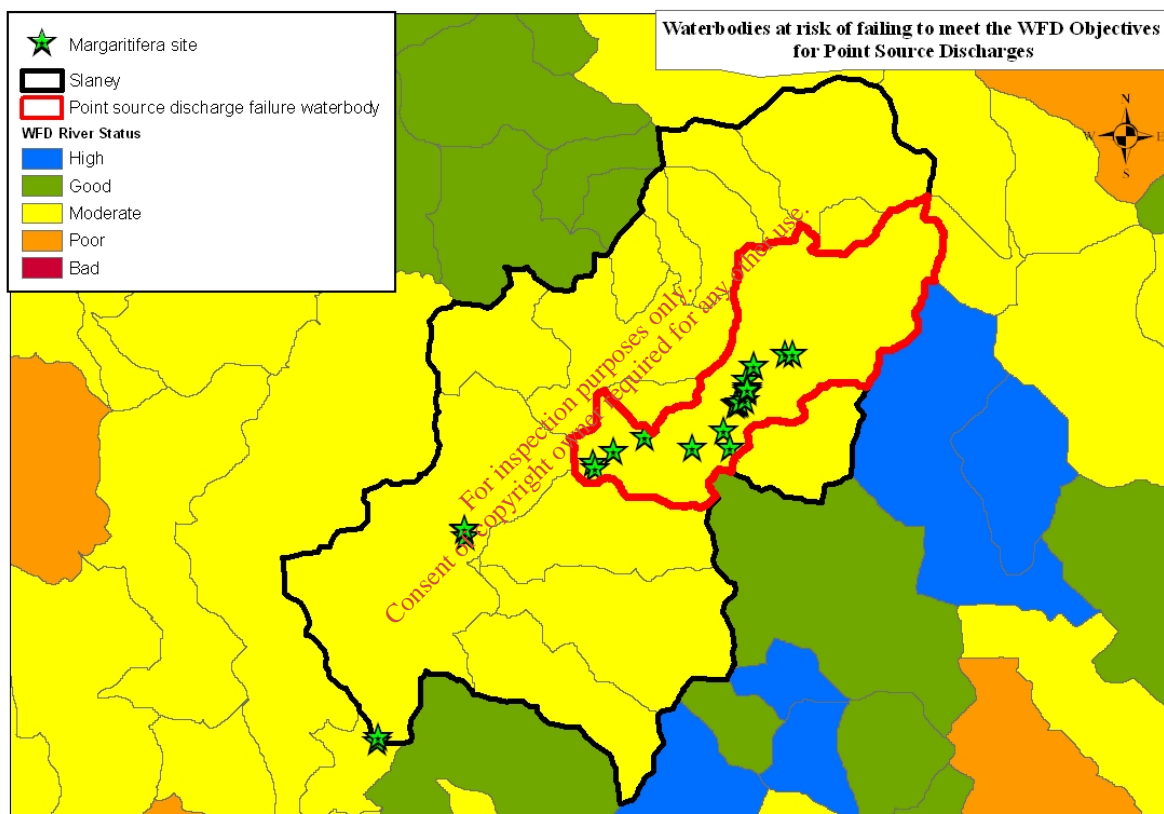 Margaritifera site
Slaney
Point source discharge failure waterbody
WFD River Status
High
Good
Moderate
Poor
Bad
Waterbodies at risk of failing to meet the WFD Objectives
for Point Source Discharges
N
W E
S
For inspection purposes only.
Consent of copyright owner required for any other use.